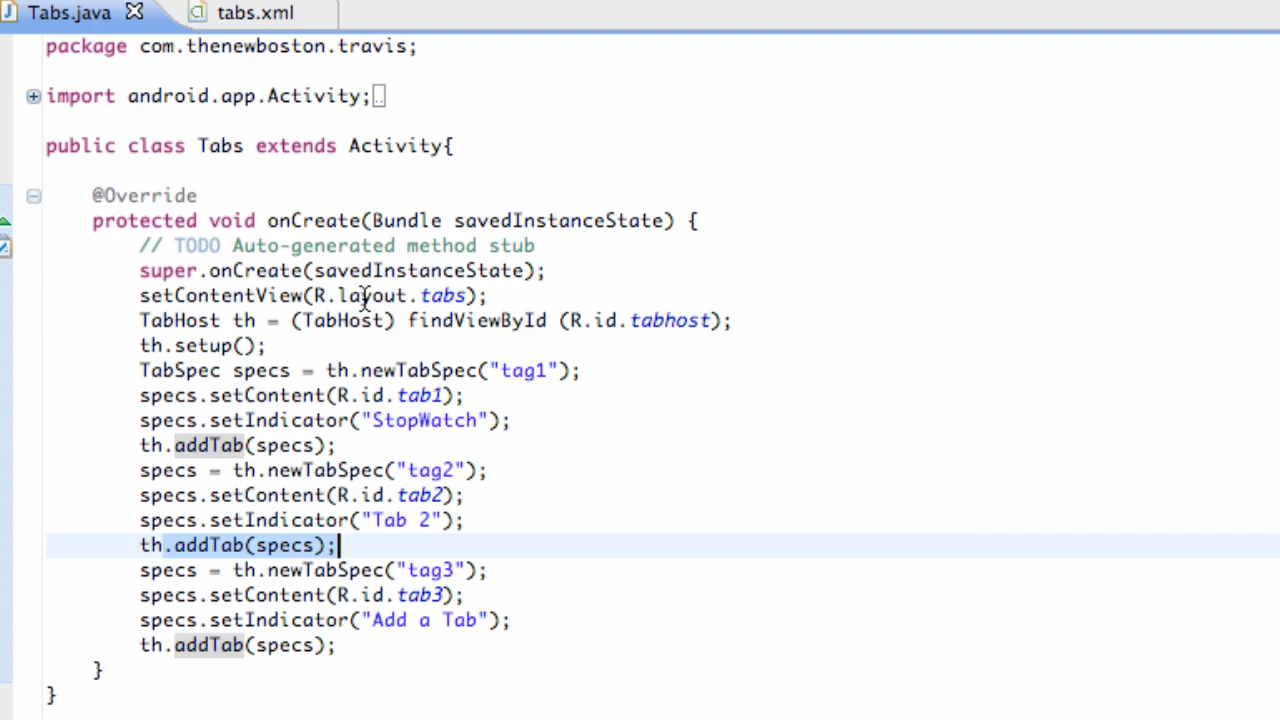 Tabs.java tabs.xml
package com.thenewboston.travis;
import android.app.Activity;
public class Tabs extends Activity{
@Override
protected void onCreate(Bundle savedInstanceState) {
// TODO Auto-generated method stub
super.onCreate(savedInstanceState);
setContentView(R.layout.tabs);
TabHost th = (TabHost) findViewById (R.id.tabhost);
th.setup();
TabSpec specs = th.newTabSpec("tag1");
specs.setContent(R.id.tab1);
specs.setIndicator("StopWatch");
th.addTab(specs);
specs = th.newTabSpec("tag2");
specs.setContent(R.id.tab2);
specs.setIndicator("Tab 2");
th.addTab(specs);
specs = th.newTabSpec("tag3");
specs.setContent(R.id.tab3);
specs.setIndicator("Add a Tab");
th.addTab(specs);
}
}